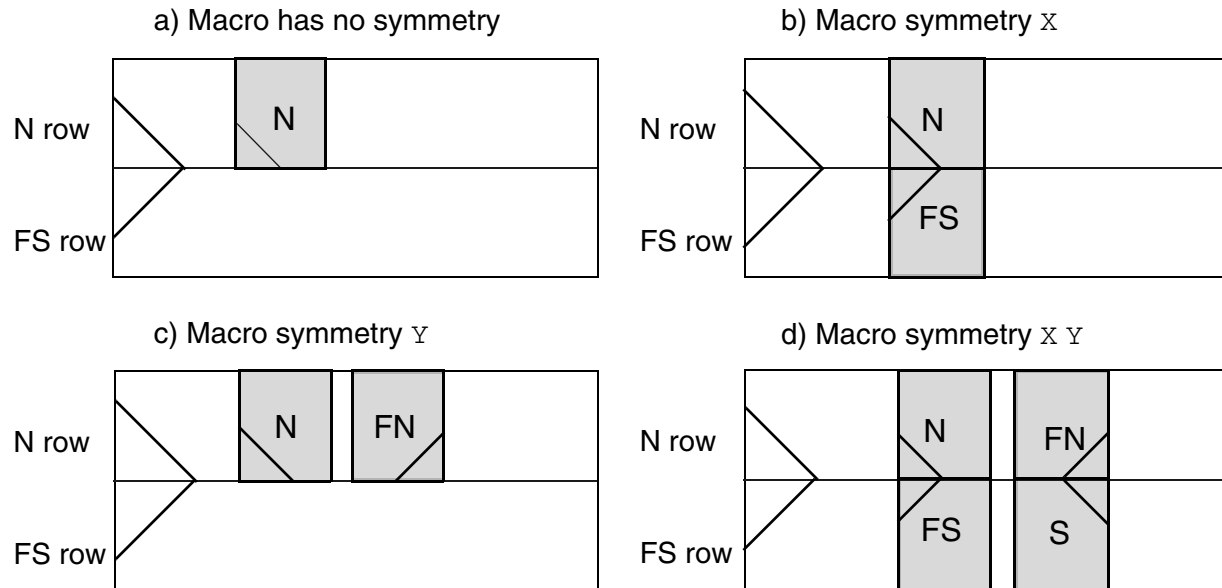 a) Macro has no symmetry
N row
N
FS row
b) Macro symmetry X
N row
N
FS row
FS
c) Macro symmetry Y
N row
N FN
FS row
d) Macro symmetry X Y
N row
N FN
FS row
FS S